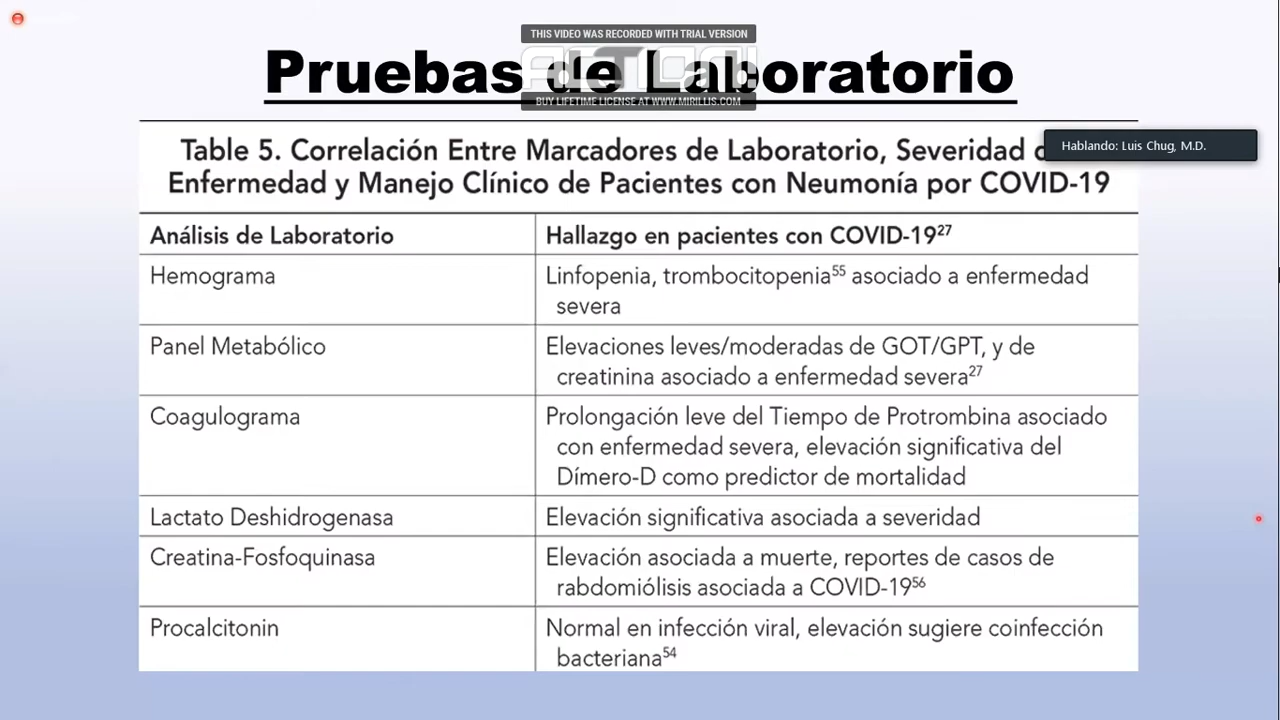 THIS VIDEO WAS RECORDED WITH TRIAL VERSION
BUY LIFETIME LICENSE AT WWW.MIRILLIS.COM
Pruebas de Laboratorio
Hablando: Luis Chug, M.D.
Table 5. Correlación Entre Marcadores de Laboratorio, Severidad
Enfermedad y Manejo Clínico de Pacientes con Neumonía por COVID-19
Análisis de Laboratorio
Hallazgo en pacientes con COVID-19²⁷
Hemograma
Linfopenia, trombocitopenia⁵⁵ asociado a enfermedad
severa
Panel Metabólico
Elevaciones leves/moderadas de GOT/GPT, y de
creatinina asociado a enfermedad severa²⁷
Coagulograma
Prolongación leve del Tiempo de Protrombina asociado
con enfermedad severa, elevación significativa del
Dímero-D como predictor de mortalidad
Lactato Deshidrogenasa
Elevación significativa asociada a severidad
Creatina-Fosfoquinasa
Elevación asociada a muerte, reportes de casos de
rabdomiólisis asociada a COVID-19⁵⁶
Procalcitonin
Normal en infección viral, elevación sugiere coinfección
bacteriana⁵⁴